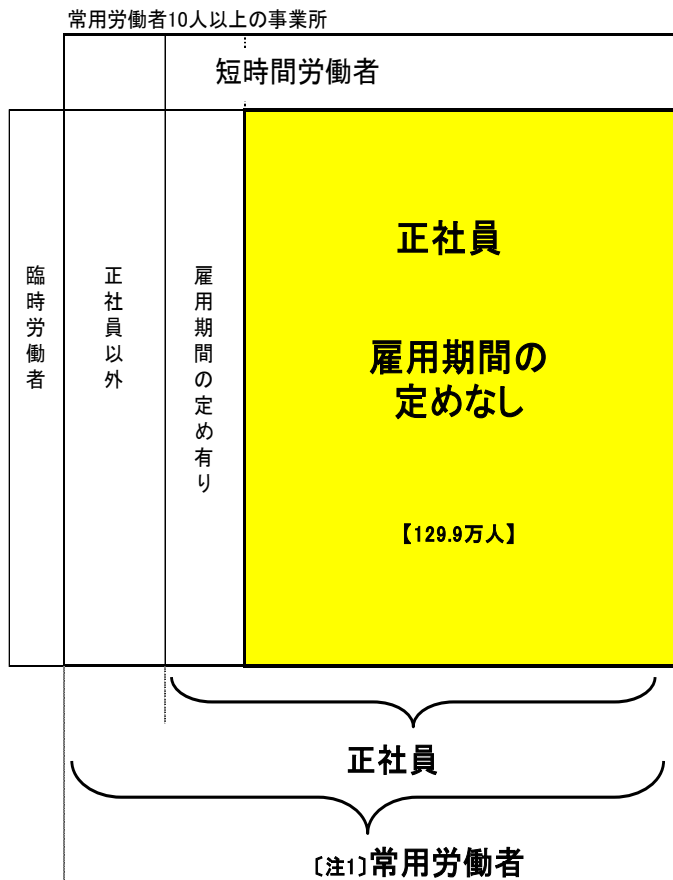 常用労働者10人以上の事業所
短時間労働者
臨時労働者
正社員以外
雇用期間の定め有り
正社員
雇用期間の
定めなし
【129.9万人】
正社員
〔注1〕常用労働者